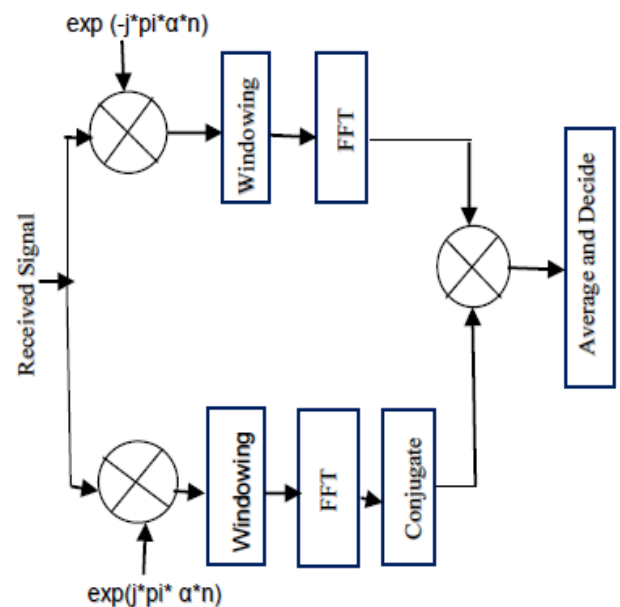 exp (-j*pi*α*n)
Windowing
FFT
Received Signal
Average and Decide
Windowing
FFT
Conjugate
exp(j*pi* α*n)